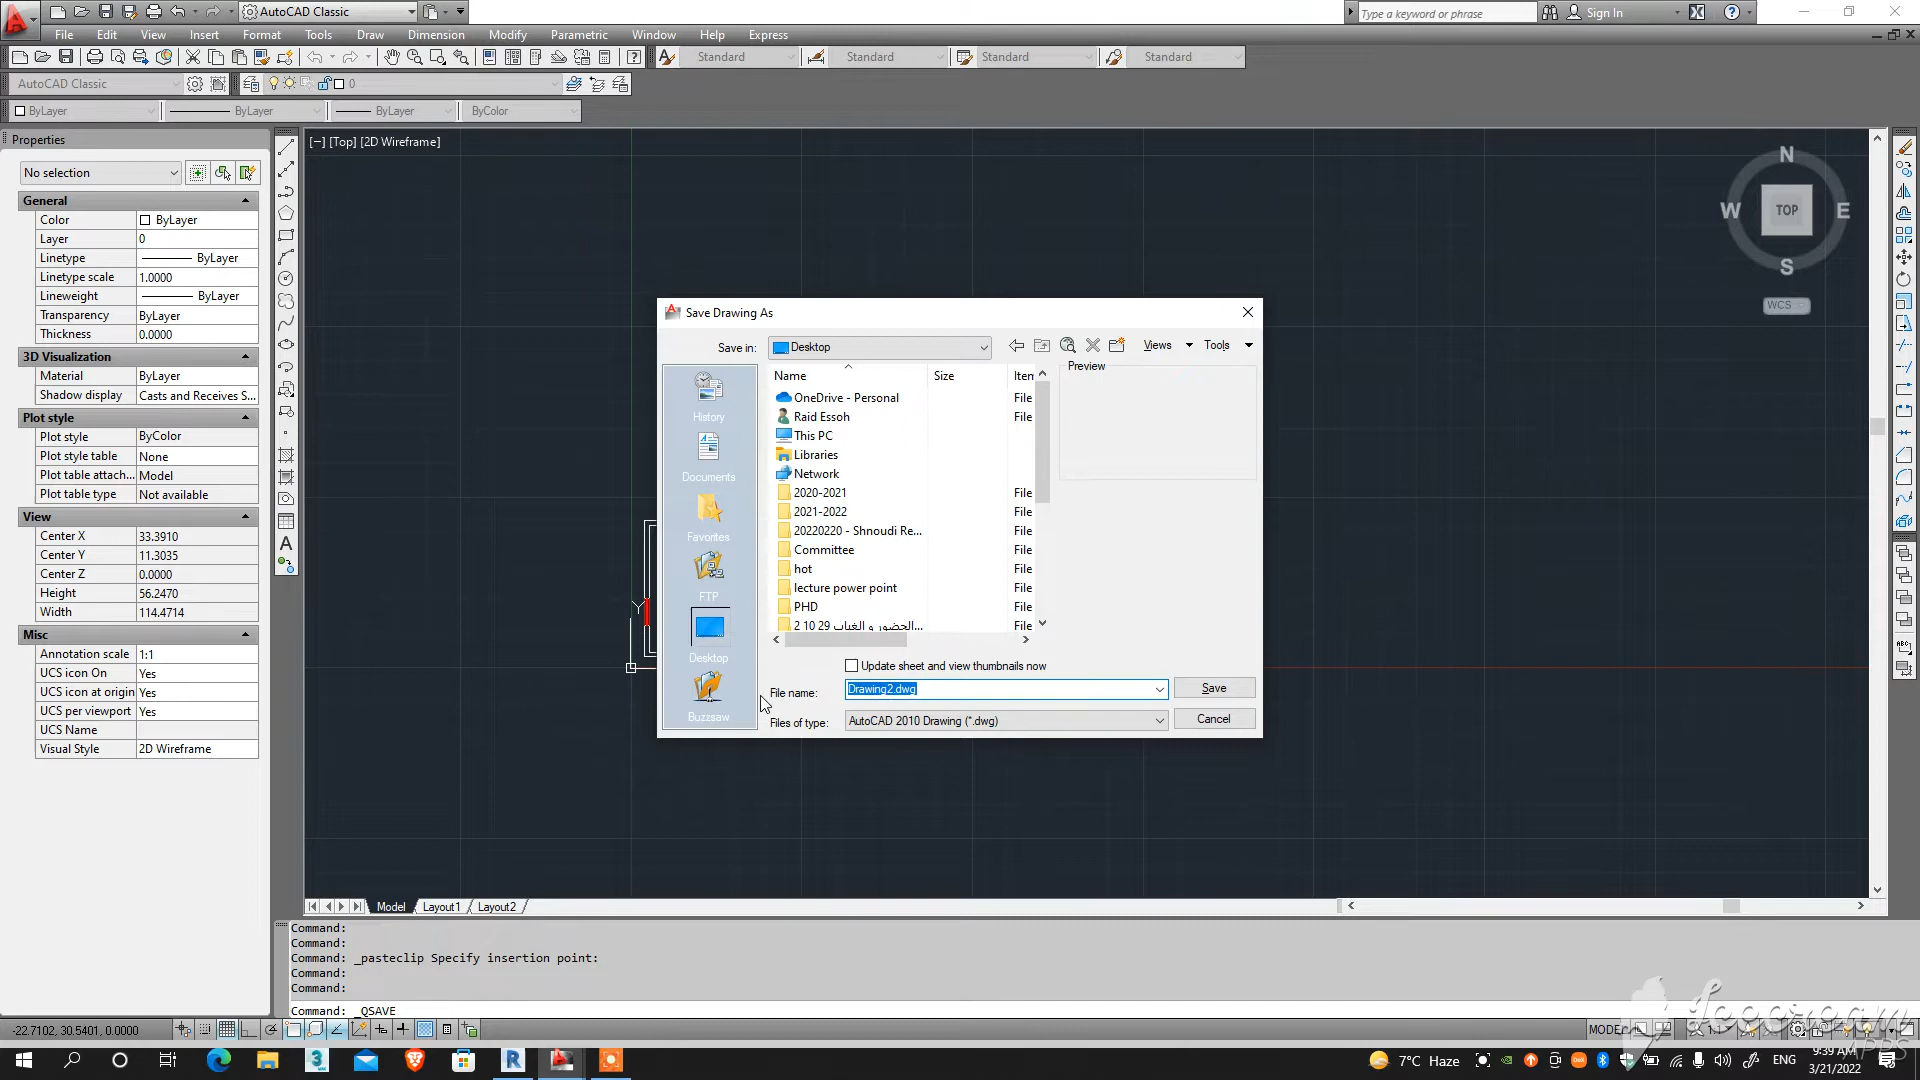 AutoCAD Classic
Type a keyword or phrase
Sign In
File Edit View Insert Format Tools Draw Dimension Modify Parametric Window Help Express
Standard Standard Standard Standard
AutoCAD Classic 0
ByLayer ByLayer ByLayer ByColor
Properties
No selection
General
Color ByLayer
Layer 0
Linetype ByLayer
Linetype scale 1.0000
Lineweight ByLayer
Transparency ByLayer
Thickness 0.0000
3D Visualization
Material ByLayer
Shadow display Casts and Receives S...
Plot style
Plot style ByColor
Plot style table None
Plot table attach... Model
Plot table type Not available
View
Center X 33.3910
Center Y 11.3035
Center Z 0.0000
Height 56.2470
Width 114.4714
Misc
Annotation scale 1:1
UCS icon On Yes
UCS icon at origin Yes
UCS per viewport Yes
UCS Name
Visual Style 2D Wireframe
[−] [Top] [2D Wireframe]
N
W TOP E
S
WCS
Y
Save Drawing As
Save in: Desktop Views Tools
History
Documents
Favorites
FTP
Desktop
Buzzsaw
Name Size Iten
OneDrive - Personal File
Raid Essoh File
This PC
Libraries
Network
2020-2021 File
2021-2022 File
20220220 - Shnoudi Re... File
Committee File
hot File
lecture power point File
PHD File
2 10 29 الحضور و الغياب... File
Preview
Update sheet and view thumbnails now
File name: Drawing2.dwg Save
Files of type: AutoCAD 2010 Drawing (*.dwg) Cancel
Model Layout1 Layout2
Command:
Command:
Command: _pasteclip Specify insertion point:
Command:
Command:
Command: _QSAVE
-22.7102, 30.5401, 0.0000
MODEL 1:1
7°C Haze
ENG
9:39 AM
3/21/2022
APPS